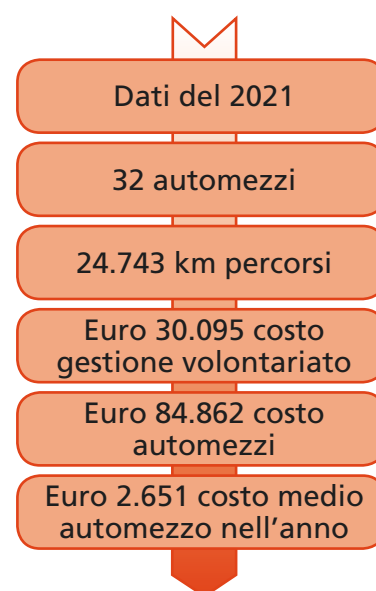 Dati del 2021
32 automezzi
24.743 km percorsi
Euro 30.095 costo
gestione volontariato
Euro 84.862 costo
automezzi
Euro 2.651 costo medio
automezzo nell’anno